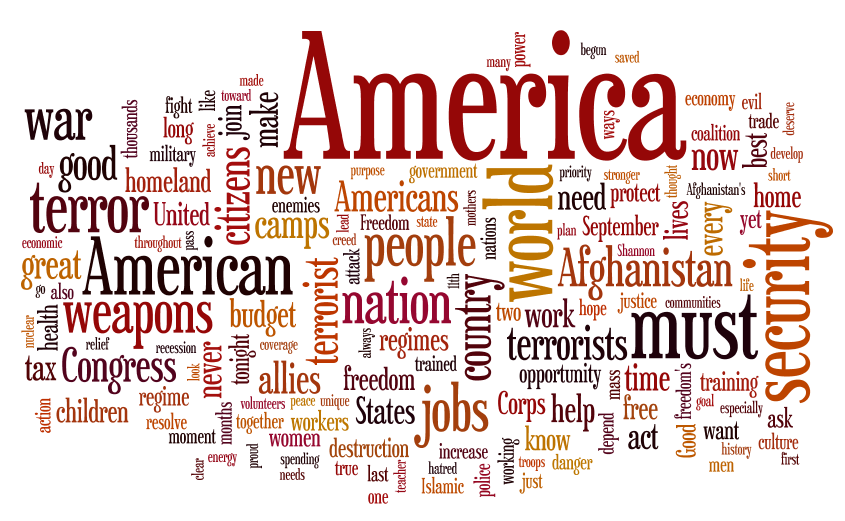 America
power
many
begun
saved
made
toward
like
fight
thousands
war
long
achieve
join
make
military
good
day
homeland
citizens
new
purpose
government
ways
economy
evil
trade
deserve
coalition
best
now
develop
short
terror
United
enemies
Americans
mothers
world
priority
stronger
thought
Afghanistan's
need
protect
home
camps
lead
Freedom
state
creed
nations
plan
September
lives
every
yet
economic
throughout
pass
great
American
attack
people
11th
Shannon
Afghanistan
life
security
go
also
weapons
budget
terrorist
nation
country
two
hope
justice
communities
work
must
nuclear
health
relief
recession
never
tonight
coverage
always
regimes
terrorists
tax
Congress
look
allies
trained
freedom
opportunity
mass
time
freedom's
training
action
children
regime
resolve
months
volunteers
peace
unique
together
workers
States
jobs
Corps
help
free
goal
especially
ask
moment
women
destruction
know
depend
act
Good
want
history
culture
clear
energy
proud
spending
needs
true
last
teacher
increase
hatred
police
working
troops
danger
men
first
one
Islamic
just